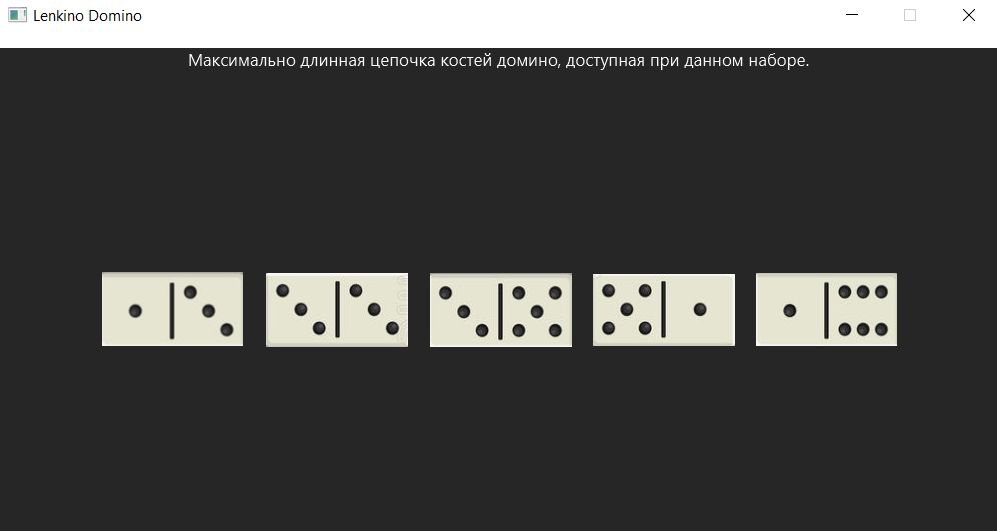 Lenkino Domino
Максимально длинная цепочка костей домино, доступная при данном наборе.